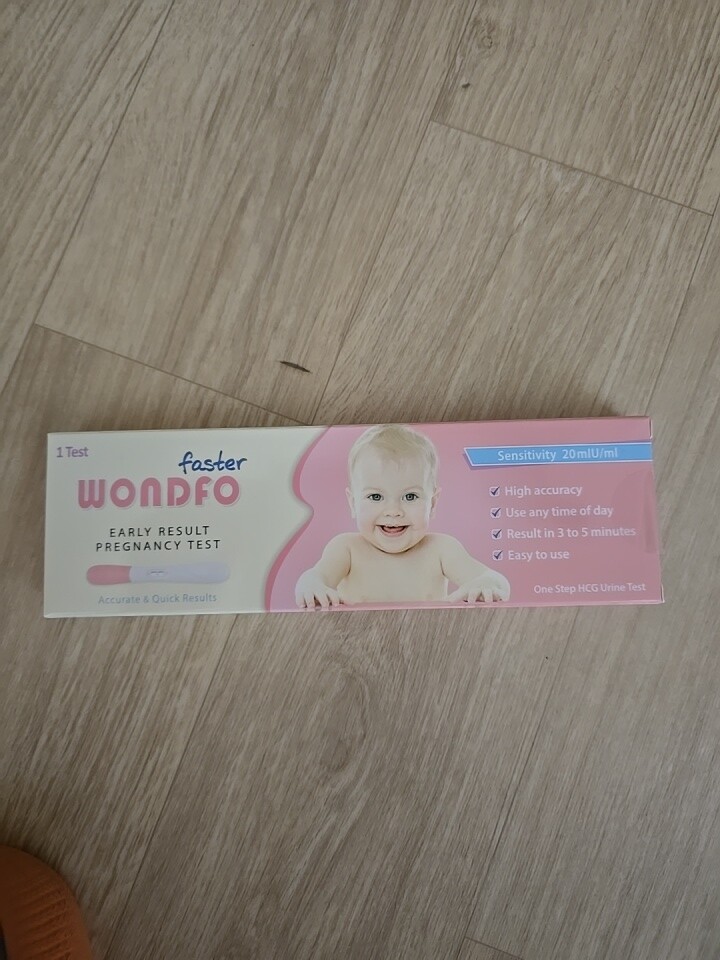 1 Test
faster
WONDFO
EARLY RESULT
PREGNANCY TEST
Accurate & Quick Results
Sensitivity 20mIU/ml
High accuracy
Use any time of day
Result in 3 to 5 minutes
Easy to use
One Step HCG Urine Test